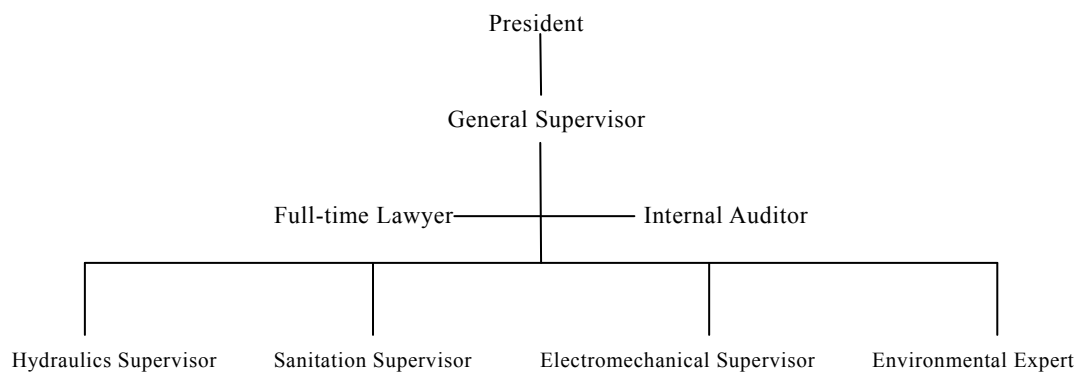 President
General Supervisor
Full-time Lawyer Internal Auditor
Hydraulics Supervisor Sanitation Supervisor Electromechanical Supervisor Environmental Expert